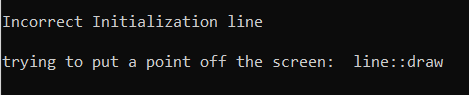 Incorrect Initialization line
trying to put a point off the screen:  line::draw